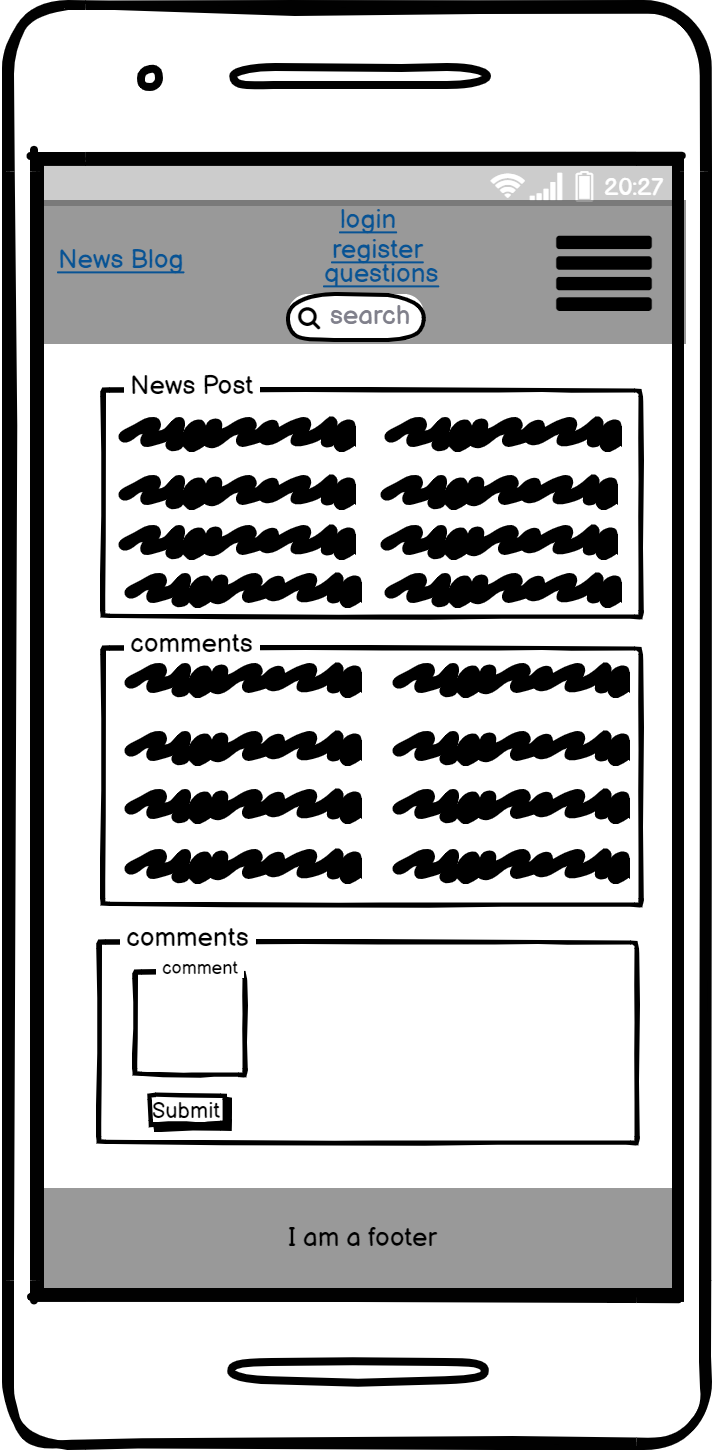 20:27
login
News Blog
register
questions
search
News Post
comments
comments
comment
Submit
I am a footer